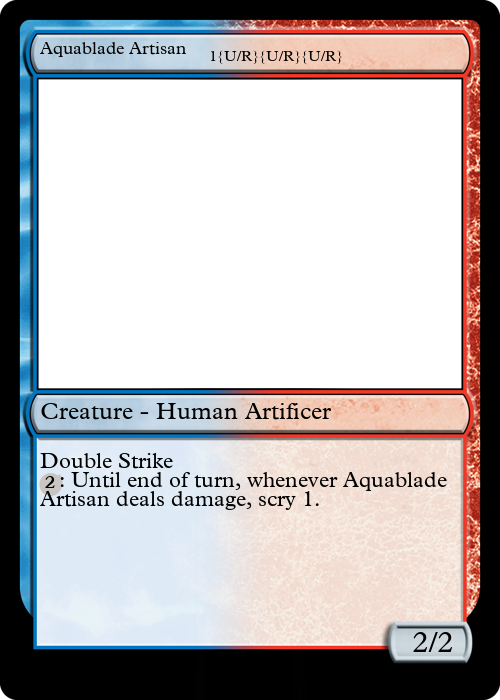 Aquablade Artisan 1{U/R}{U/R}{U/R}
Creature - Human Artificer
Double Strike
2: Until end of turn, whenever Aquablade
Artisan deals damage, scry 1.
2/2